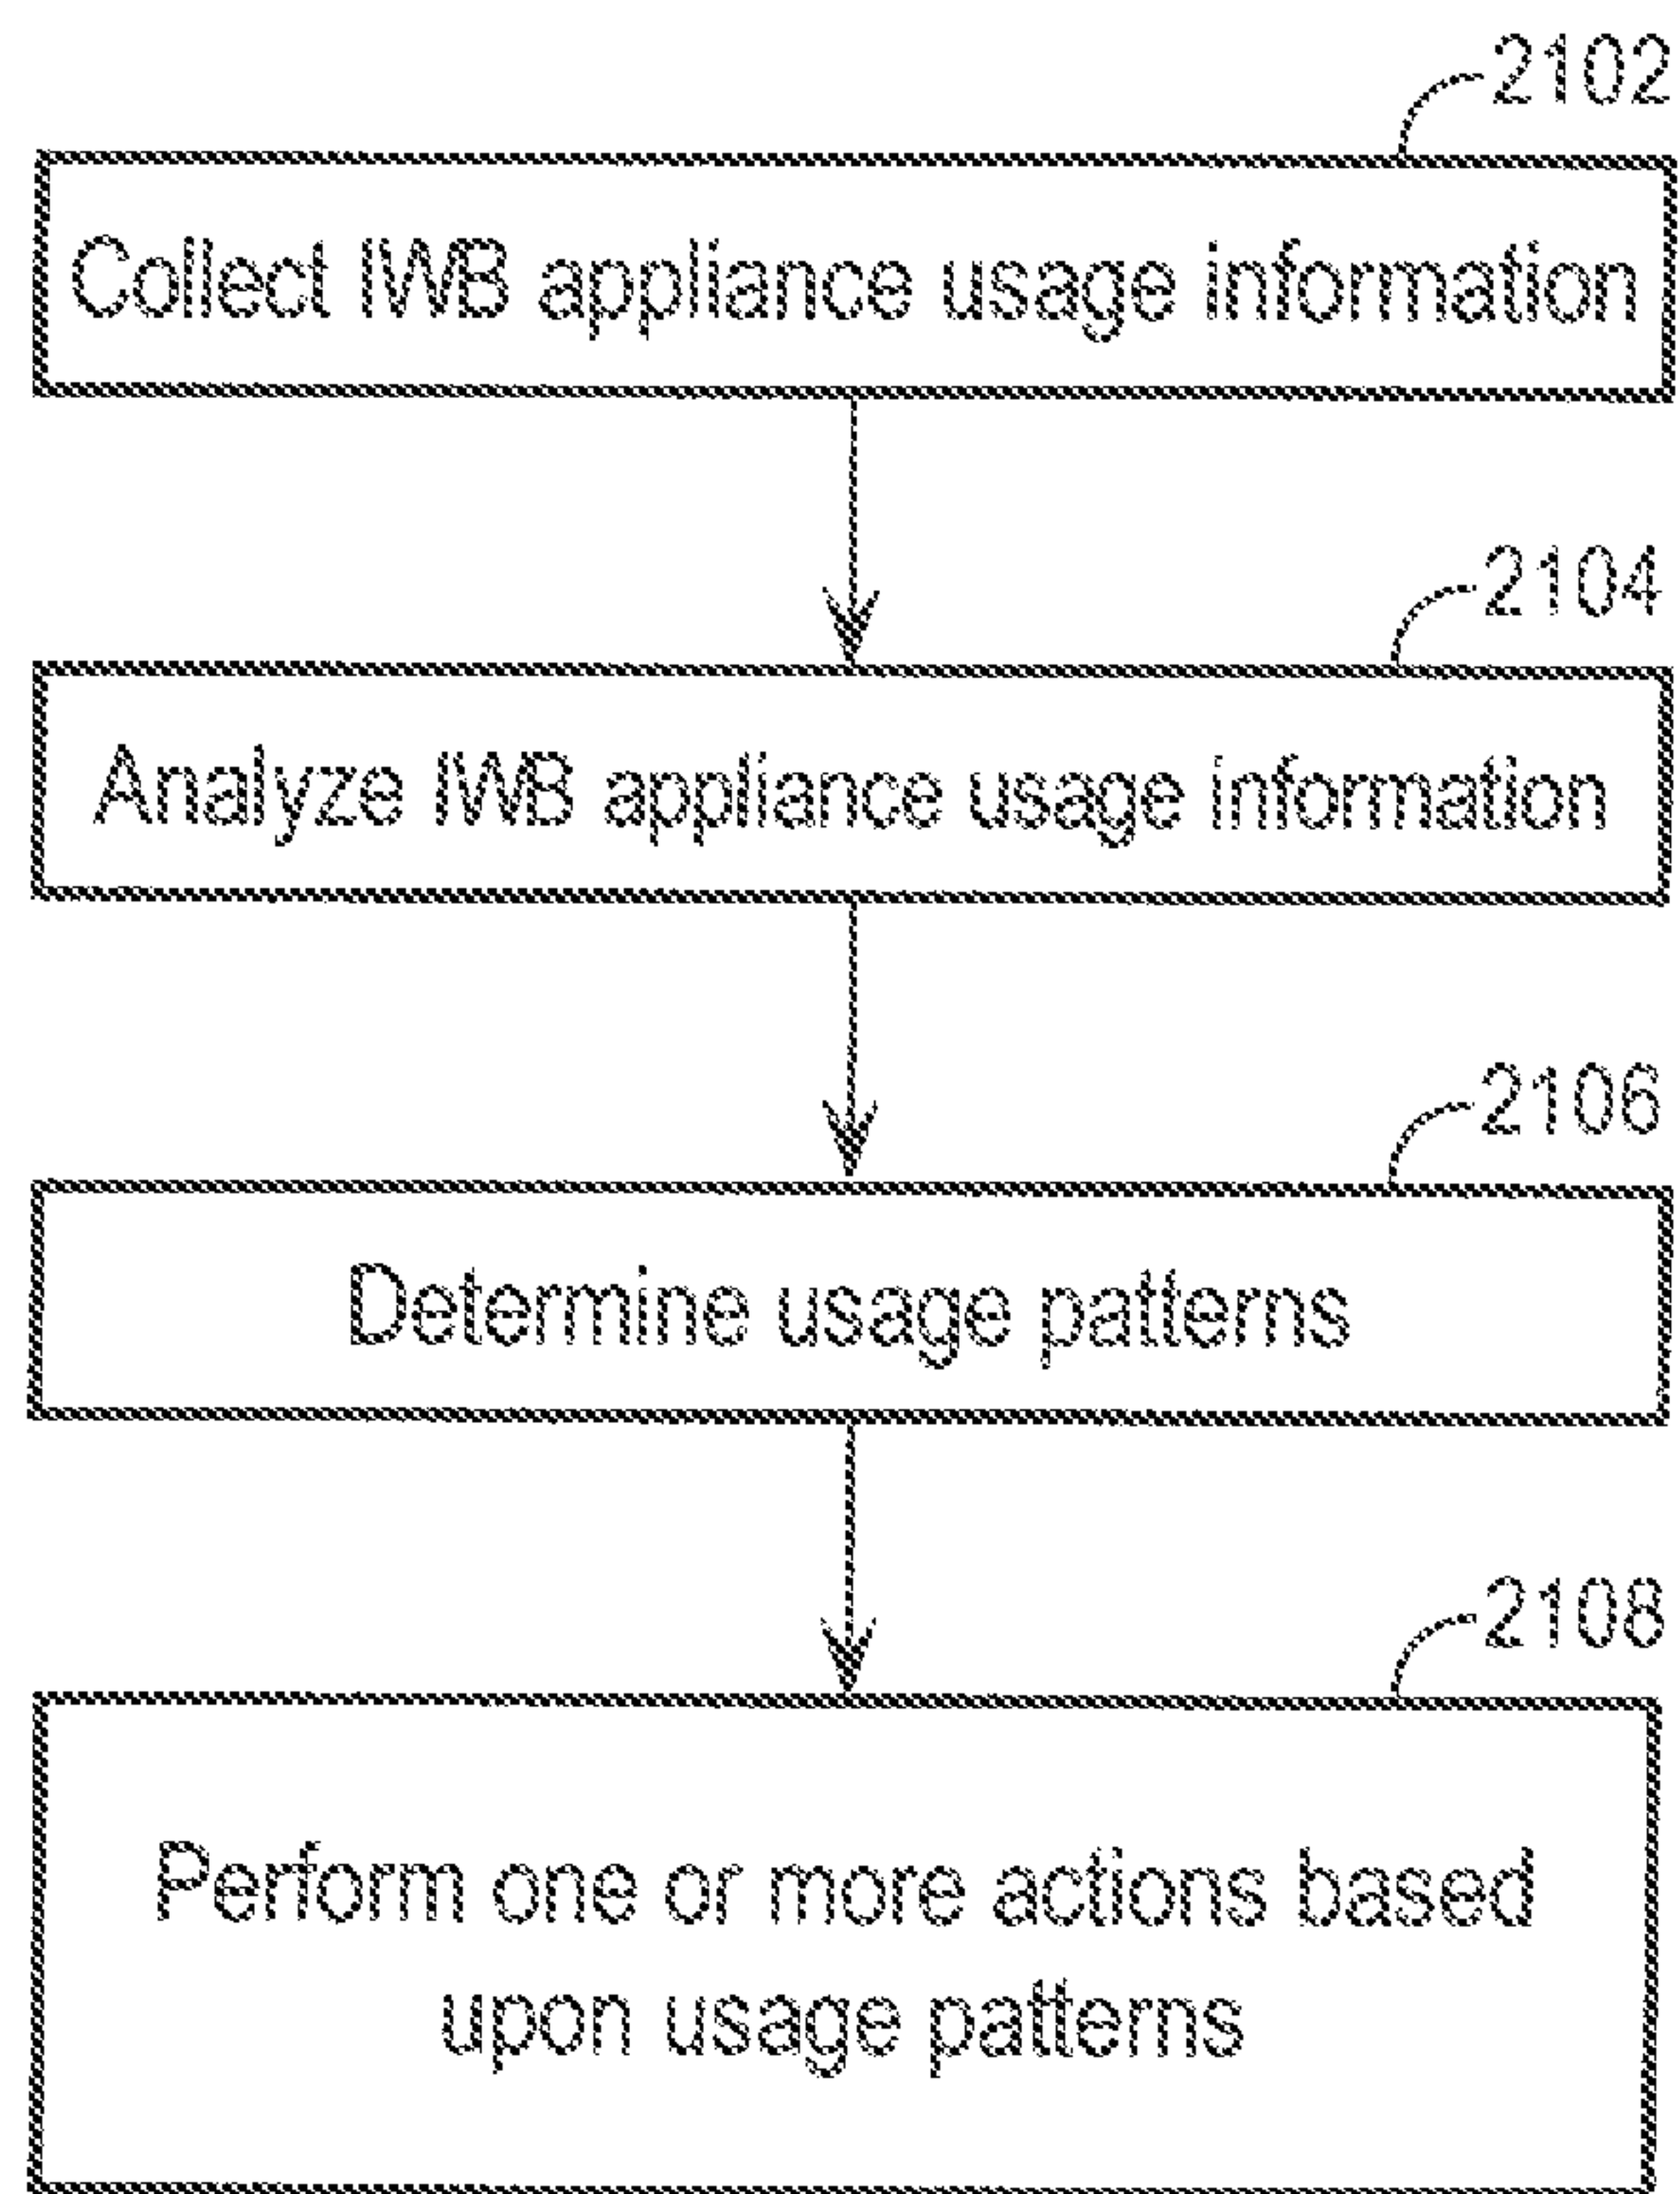 2102
Collect IWB appliance usage information
2104
Analyze IWB appliance usage information
2106
Determine usage patterns
2108
Perform one or more actions based
upon usage patterns